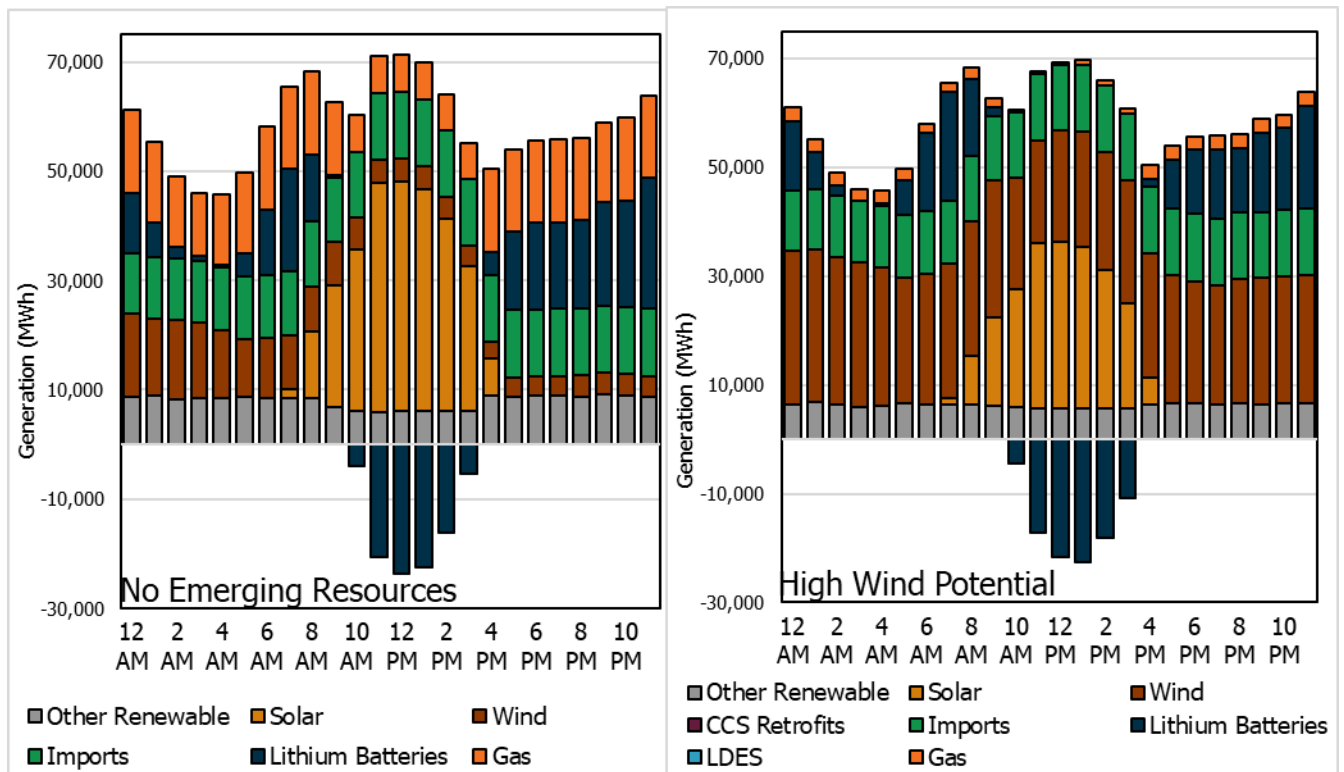 Generation (MWh)
70,000
50,000
30,000
10,000
-10,000
-30,000
No Emerging Resources
12 2 4 6 8 10 12 2 4 6 8 10
AM AM AM AM AM AM PM PM PM PM PM PM
Other Renewable Solar Wind
Imports Lithium Batteries Gas
Generation (MWh)
70,000
50,000
30,000
10,000
-10,000
-30,000
High Wind Potential
12 2 4 6 8 10 12 2 4 6 8 10
AM AM AM AM AM AM PM PM PM PM PM PM
Other Renewable Solar Wind
CCS Retrofits Imports Lithium Batteries
LDES Gas